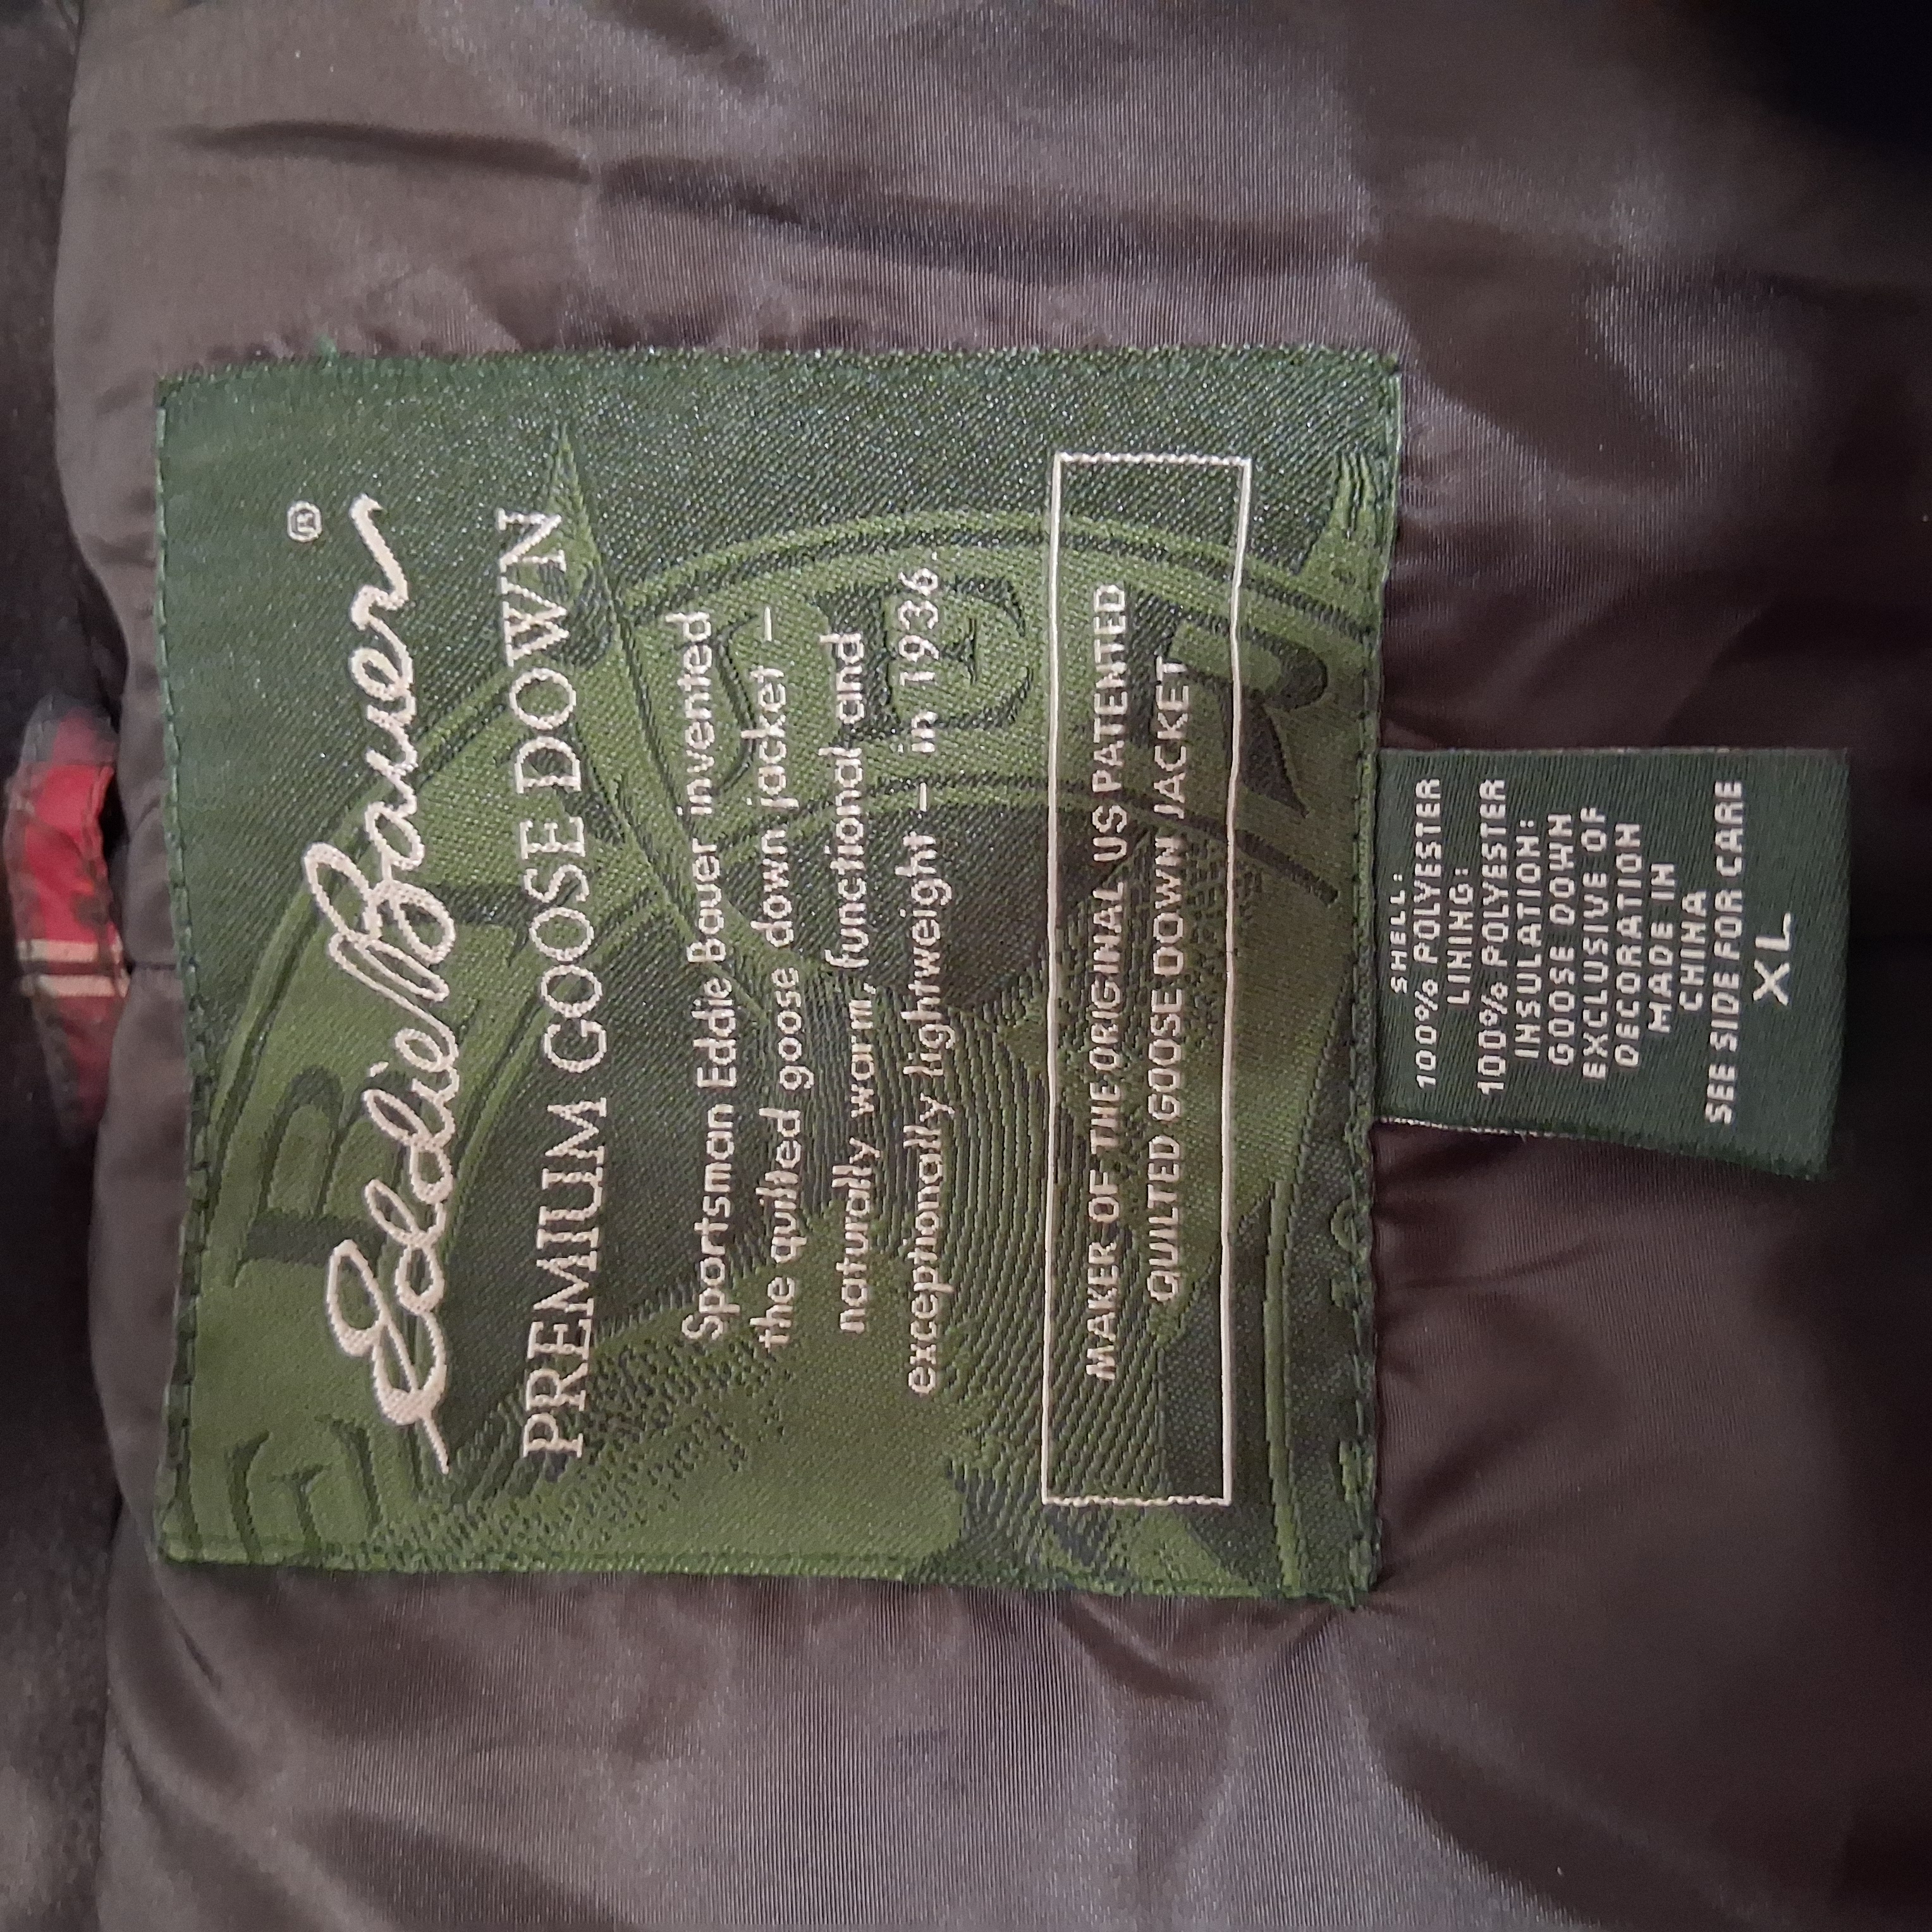 Eddie Bauer®
PREMIUM GOOSE DOWN
Sportsman Eddie Bauer invented
the quilted goose down jacket –
naturally warm, functional and
exceptionally lightweight – in 1936.
MAKER OF THE ORIGINAL US PATENTED
QUILTED GOOSE DOWN JACKET
SHELL:
100% POLYESTER
LINING:
100% POLYESTER
INSULATION:
GOOSE DOWN
EXCLUSIVE OF
DECORATION
MADE IN
CHINA
SEE SIDE FOR CARE
XL